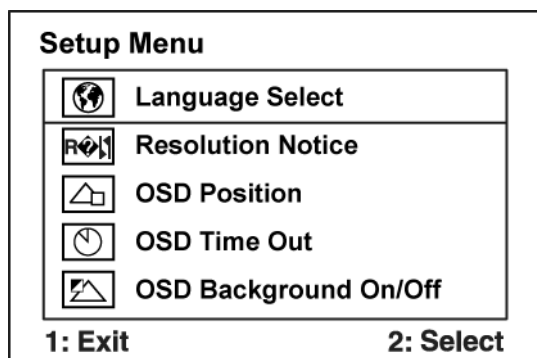 Setup Menu
Language Select
Resolution Notice
OSD Position
OSD Time Out
OSD Background On/Off
1: Exit 2: Select